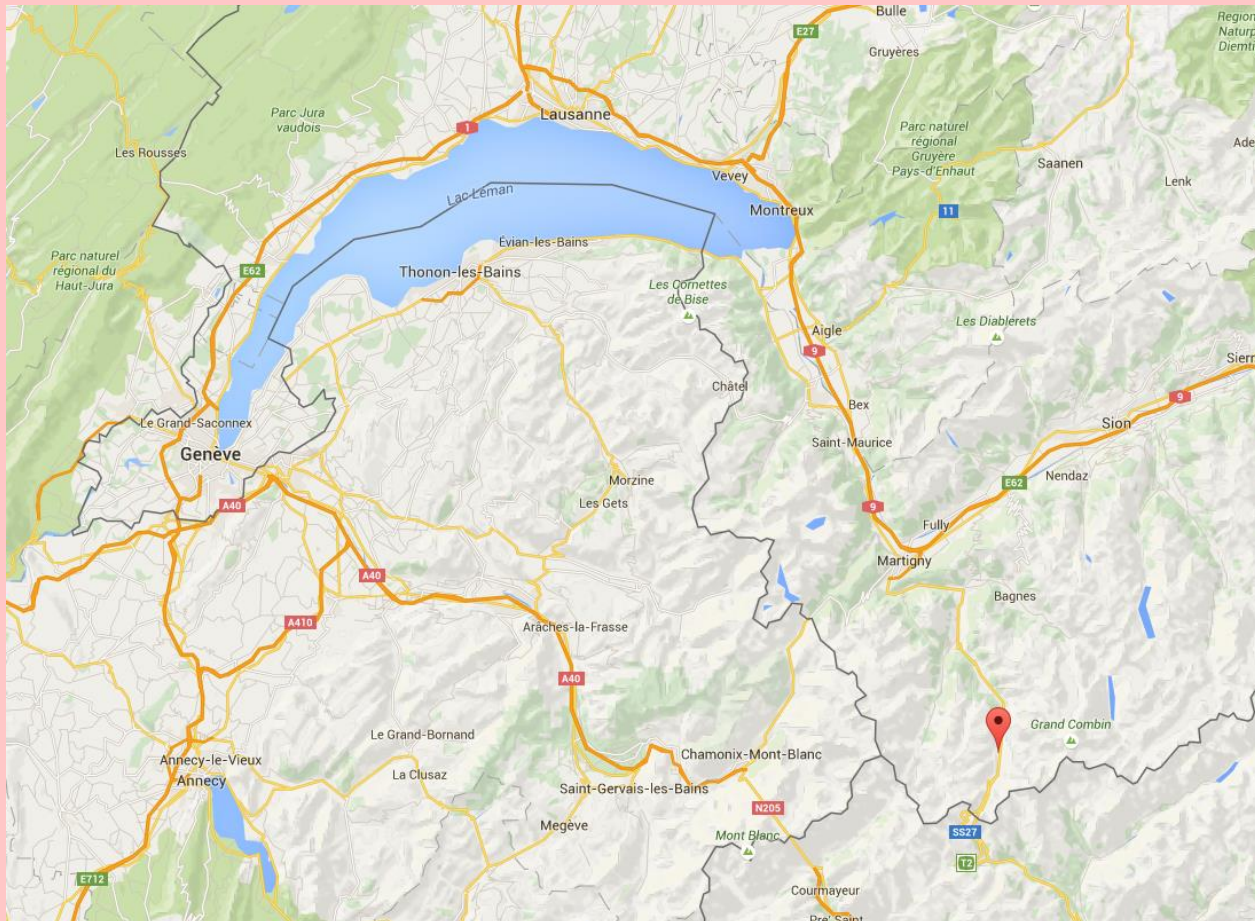 Bulle
Region
Naturp
Diemti
E27
Gruyères
Lausanne
Parc Jura
vaudois
1
Parc naturel
régional
Gruyère
Pays-d'Enhaut
Ade
Les Rousses
Saanen
Vevey
Lenk
Lac Léman
Montreux
11
Évian-les-Bains
Parc naturel
régional du
Haut-Jura
E62
Thonon-les-Bains
Les Cornettes
de Bise
Les Diablerets
Aigle
9
Sierr
Châtel
9
Bex
Le Grand-Saconnex
Sion
Saint-Maurice
Genève
Nendaz
Morzine
E62
Les Gets
A40
9
Fully
Martigny
A40
Bagnes
A410
Arâches-la-Frasse
A40
Grand Combin
Le Grand-Bornand
Chamonix-Mont-Blanc
Annecy-le-Vieux
La Clusaz
Annecy
Saint-Gervais-les-Bains
N205
Megève
Mont Blanc
SS27
T2
E712
Courmayeur
Pre' Saint